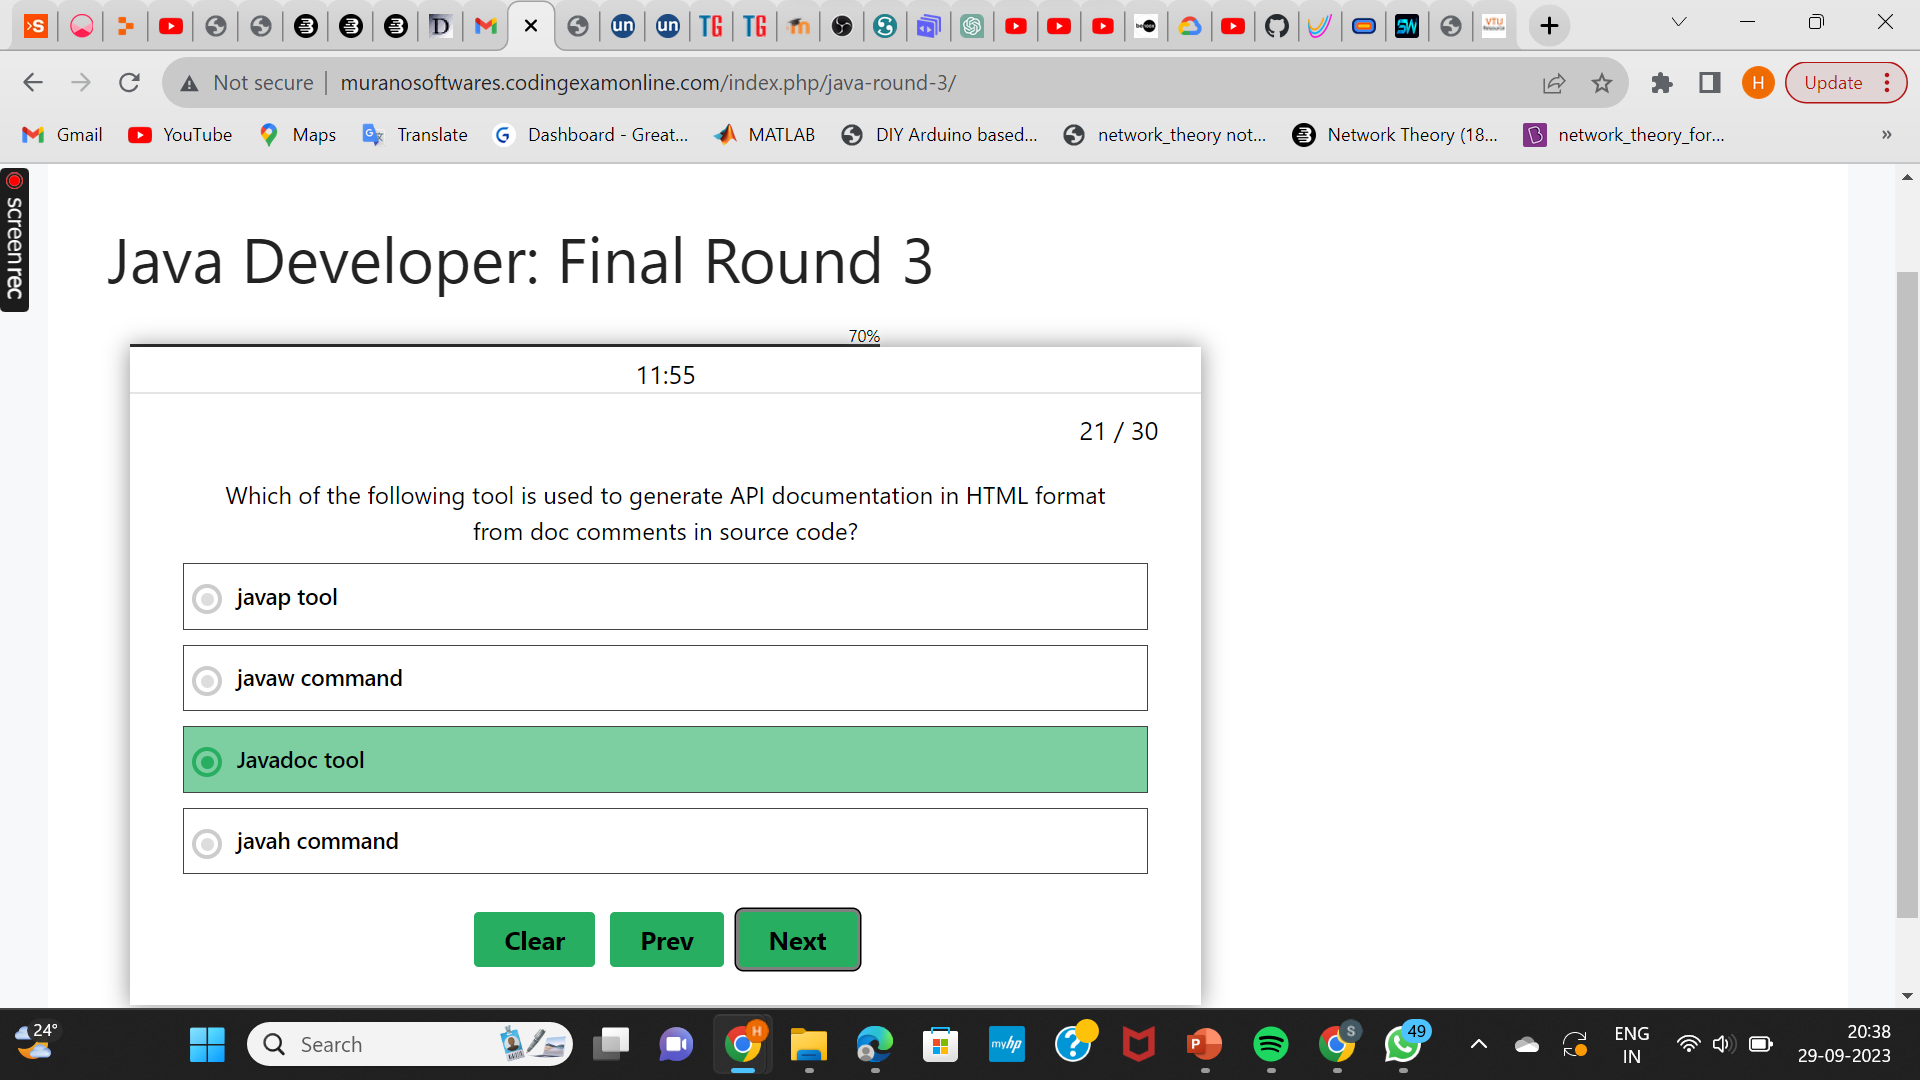 Not secure
muranosoftwares.codingexamonline.com/index.php/java-round-3/
H
Update
Gmail
YouTube
Maps
Translate
Dashboard - Great...
MATLAB
DIY Arduino based...
network_theory not...
Network Theory (18...
network_theory_for...
»
screenrec
Java Developer: Final Round 3
70%
11:55
21 / 30
Which of the following tool is used to generate API documentation in HTML format
from doc comments in source code?
javap tool
javaw command
Javadoc tool
javah command
Clear
Prev
Next
24°
Search
H
myhp
P
S
49
ENG
IN
20:38
29-09-2023